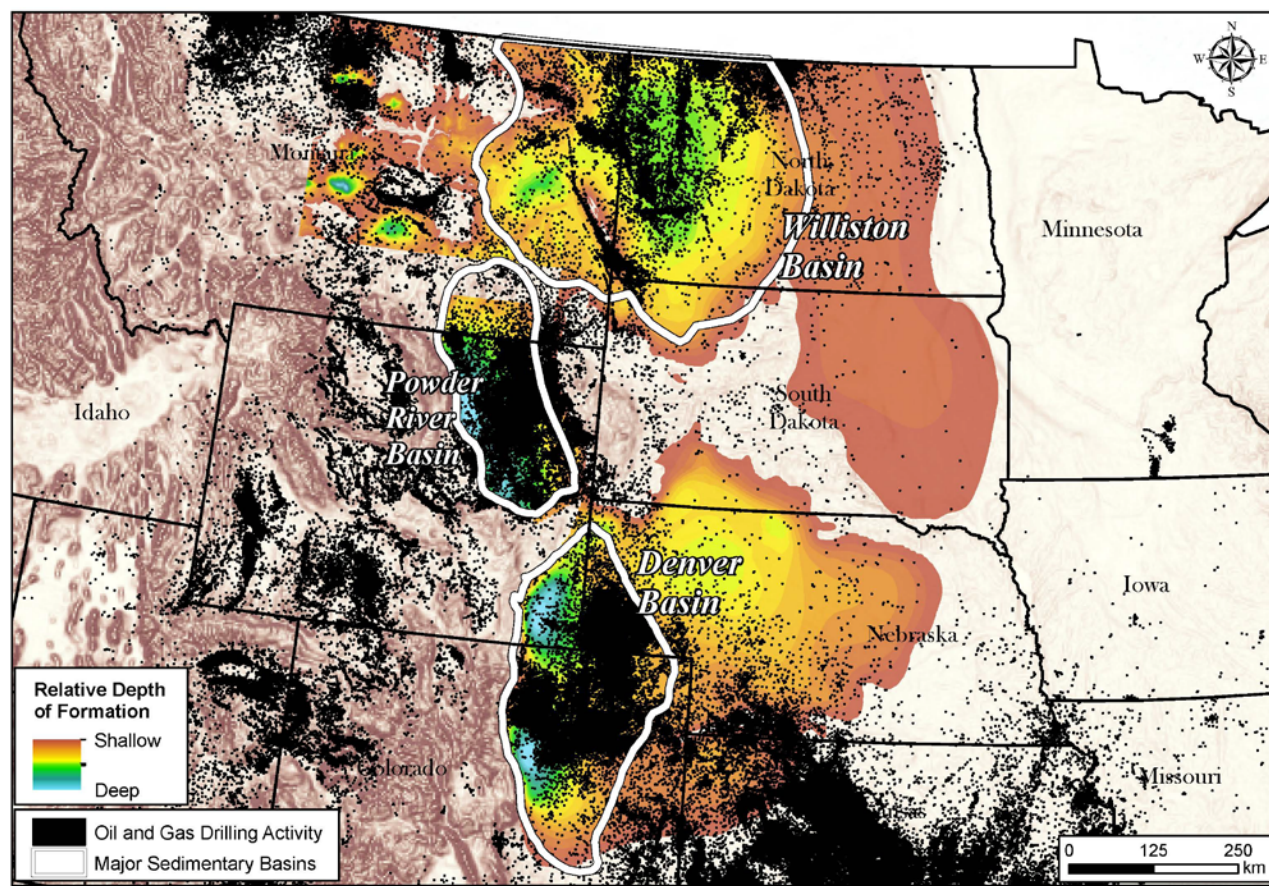 N
W
E
S
Montana
North
Dakota
Williston
Basin
Minnesota
Idaho
Powder
River
Basin
South
Dakota
Denver
Basin
Iowa
Nebraska
Relative Depth
of Formation
Shallow
Deep
Colorado
Missouri
Oil and Gas Drilling Activity
Major Sedimentary Basins
0
125
250
km